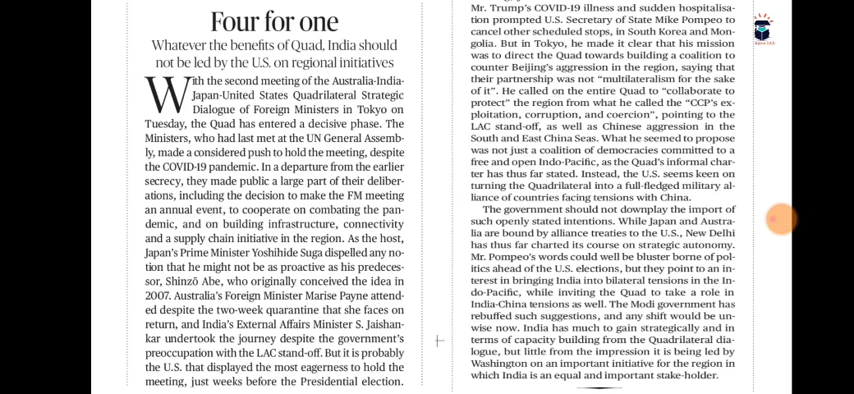 Four for one
Whatever the benefits of Quad, India should
not be led by the U.S. on regional initiatives
With the second meeting of the Australia-India-
Japan-United States Quadrilateral Strategic
Dialogue of Foreign Ministers in Tokyo on
Tuesday, the Quad has entered a decisive phase. The
Ministers, who had last met at the UN General Assemb-
ly, made a considered push to hold the meeting, despite
the COVID-19 pandemic. In a departure from the earlier
secrecy, they made public a large part of their deliber-
ations, including the decision to make the FM meeting
an annual event, to cooperate on combating the pan-
demic, and on building infrastructure, connectivity
and a supply chain initiative in the region. As the host,
Japan's Prime Minister Yoshihide Suga dispelled any no-
tion that he might not be as proactive as his predeces-
sor, Shinzō Abe, who originally conceived the idea in
2007. Australia's Foreign Minister Marise Payne attend-
ed despite the two-week quarantine that she faces on
return, and India's External Affairs Minister S. Jaishan-
kar undertook the journey despite the government's
preoccupation with the LAC stand-off. But it is probably
the U.S. that displayed the most eagerness to hold the
meeting, just weeks before the Presidential election.
Mr. Trump's COVID-19 illness and sudden hospitalisa-
tion prompted U.S. Secretary of State Mike Pompeo to
cancel other scheduled stops, in South Korea and Mon-
golia. But in Tokyo, he made it clear that his mission
was to direct the Quad towards building a coalition to
counter Beijing's aggression in the region, saying that
their partnership was not "multilateralism for the sake
of it". He called on the entire Quad to "collaborate to
protect" the region from what he called the "CCP's ex-
ploitation, corruption, and coercion", pointing to the
LAC stand-off, as well as Chinese aggression in the
South and East China Seas. What he seemed to propose
was not just a coalition of democracies committed to a
free and open Indo-Pacific, as the Quad's informal char-
ter has thus far stated. Instead, the U.S. seems keen on
turning the Quadrilateral into a full-fledged military al-
liance of countries facing tensions with China.
The government should not downplay the import of
such openly stated intentions. While Japan and Austra-
lia are bound by alliance treaties to the U.S., New Delhi
has thus far charted its course on strategic autonomy.
Mr. Pompeo's words could well be bluster borne of pol-
itics ahead of the U.S. elections, but they point to an in-
terest in bringing India into bilateral tensions in the In-
do-Pacific, while inviting the Quad to take a role in
India-China tensions as well. The Modi government has
rebuffed such suggestions, and any shift would be un-
wise now. India has much to gain strategically and in
terms of capacity building from the Quadrilateral dia-
logue, but little from the impression it is being led by
Washington on an important initiative for the region in
which India is an equal and important stake-holder.